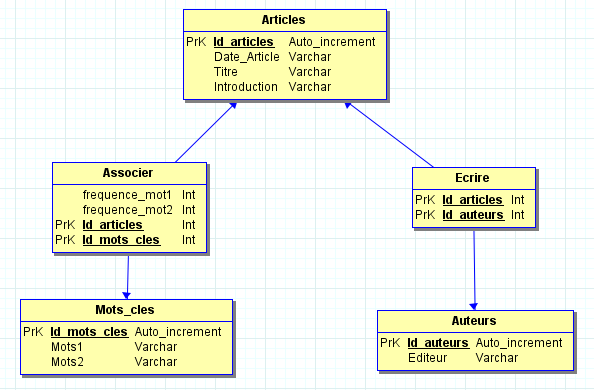 Articles
PrK Id_articles Auto_increment
Date_Article Varchar
Titre Varchar
Introduction Varchar
Associer
frequence_mot1 Int
frequence_mot2 Int
PrK Id_articles Int
PrK Id_mots_cles Int
Ecrire
PrK Id_articles Int
PrK Id_auteurs Int
Mots_cles
PrK Id_mots_cles Auto_increment
Mots1 Varchar
Mots2 Varchar
Auteurs
PrK Id_auteurs Auto_increment
Editeur Varchar